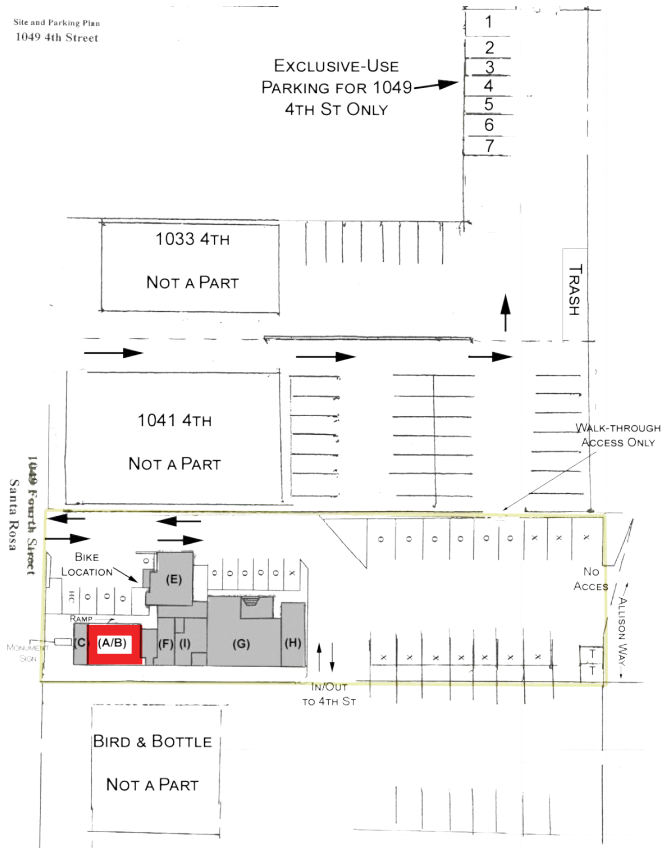 Site and Parking Plan
1049 4th Street
1
2
3
4
5
6
7
Exclusive-Use
Parking for 1049
4th St Only
1033 4th
Not a Part
Trash
1041 4th
Not a Part
Walk-through
Access Only
1049 Fourth Street
Santa Rosa
O
O
O
O
O
O
X
X
X
Bike
Location
O
(E)
O
O
O
O
X
HC
O
O
O
No
Acces
Allison Way
Ramp
Monument
Sign
(C)
(A/B)
(F)
(I)
(G)
(H)
X
X
X
X
X
X
X
T
T
In/Out
to 4th St
Bird & Bottle
Not a Part